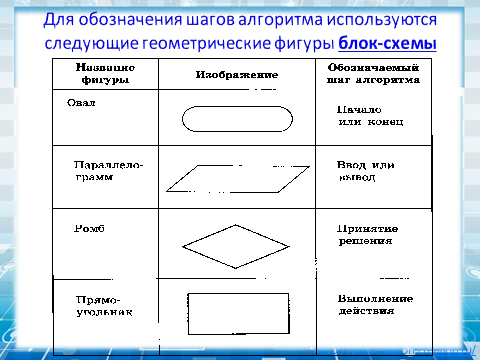 Для обозначения шагов алгоритма используются
следующие геометрические фигуры блок-схемы
Название
фигуры
Изображение
Обозначаемый
шаг алгоритма
Овал
Начало
или конец
Параллело-
грамм
Ввод или
вывод
Ромб
Принятие
решения
Прямо-
угольник
Выполнение
действия